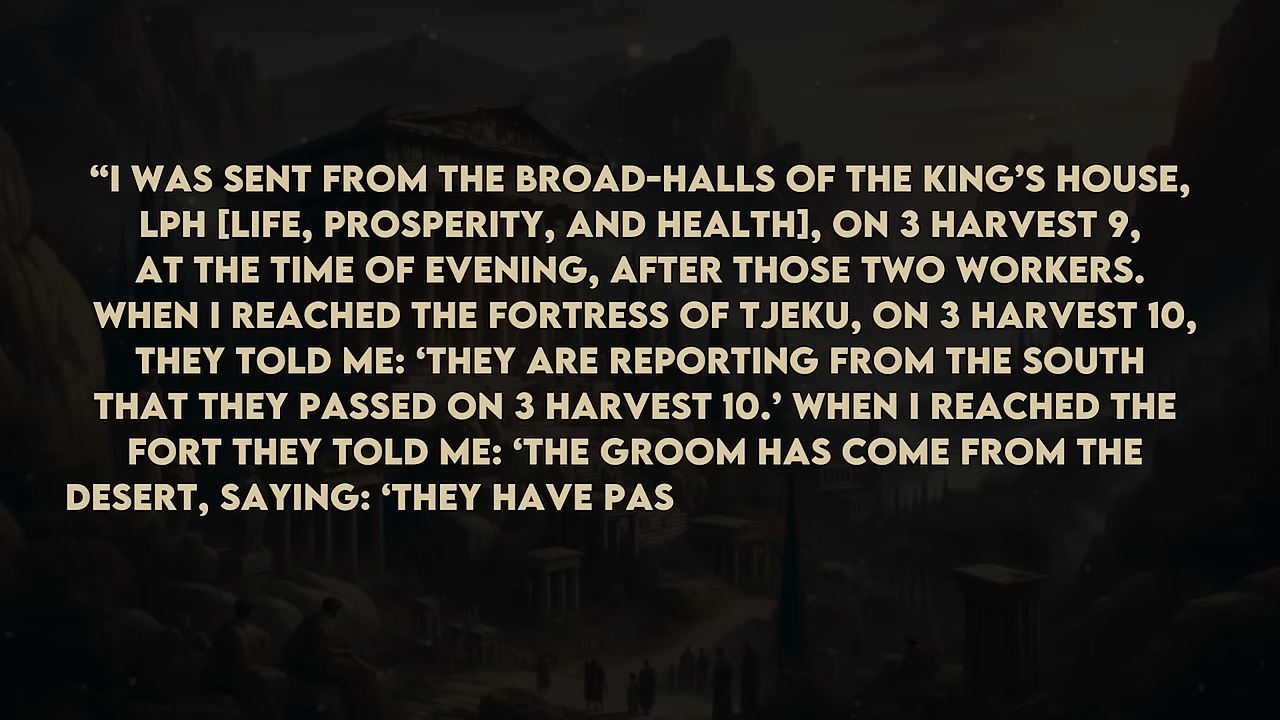 “I WAS SENT FROM THE BROAD-HALLS OF THE KING’S HOUSE,
LPH [LIFE, PROSPERITY, AND HEALTH], ON 3 HARVEST 9,
AT THE TIME OF EVENING, AFTER THOSE TWO WORKERS.
WHEN I REACHED THE FORTRESS OF TJEKU, ON 3 HARVEST 10,
THEY TOLD ME: ‘THEY ARE REPORTING FROM THE SOUTH
THAT THEY PASSED ON 3 HARVEST 10.’ WHEN I REACHED THE
FORT THEY TOLD ME: ‘THE GROOM HAS COME FROM THE
DESERT, SAYING: ‘THEY HAVE PAS